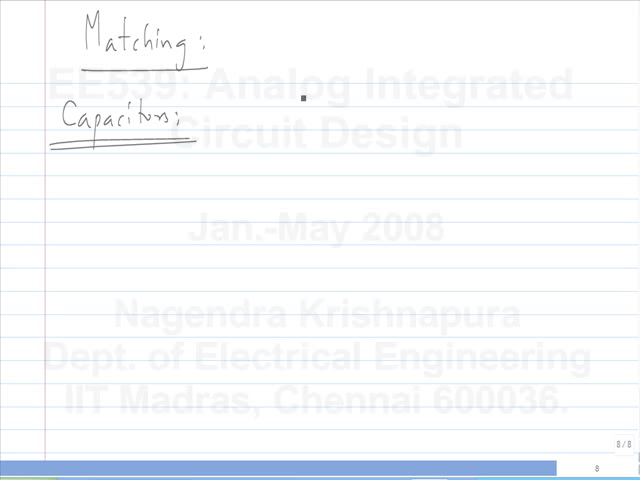 Matching:
EE539: Analog Integrated
Capacitors:
Circuit Design
Jan.-May 2008
Nagendra Krishnapura
Dept. of Electrical Engineering
IIT Madras, Chennai 600036.
8 / 8
8